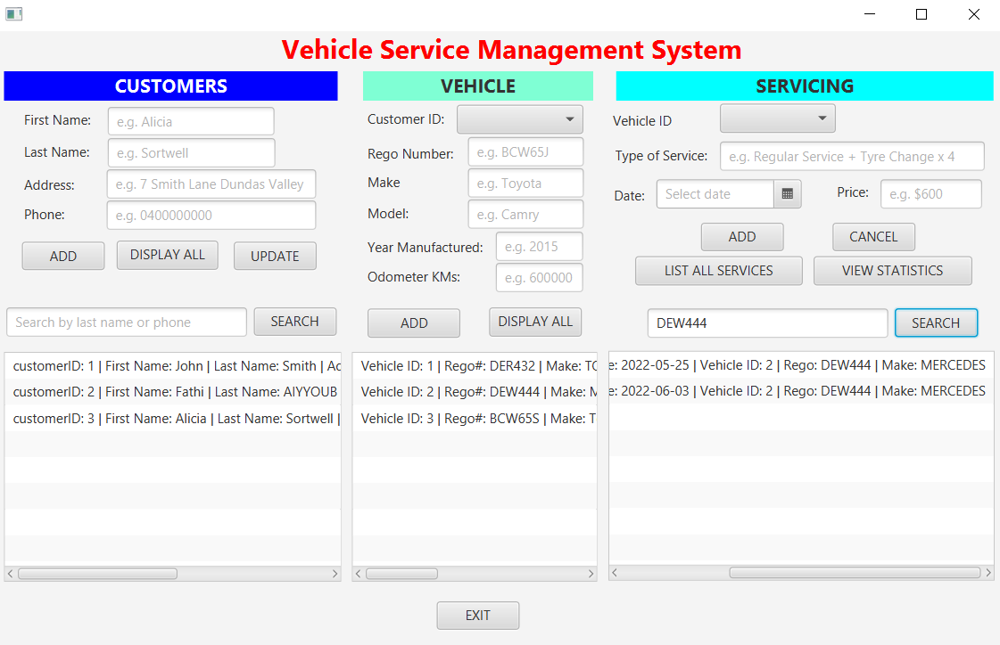 Vehicle Service Management System
CUSTOMERS
First Name: e.g. Alicia
Last Name: e.g. Sortwell
Address: e.g. 7 Smith Lane Dundas Valley
Phone: e.g. 0400000000
ADD DISPLAY ALL UPDATE
Search by last name or phone SEARCH
customerID: 1 | First Name: John | Last Name: Smith | Ac
customerID: 2 | First Name: Fathi | Last Name: AIYYOUB
customerID: 3 | First Name: Alicia | Last Name: Sortwell |
VEHICLE
Customer ID:
Rego Number: e.g. BCW65J
Make e.g. Toyota
Model: e.g. Camry
Year Manufactured: e.g. 2015
Odometer KMs: e.g. 600000
ADD DISPLAY ALL
Vehicle ID: 1 | Rego#: DER432 | Make: TO
Vehicle ID: 2 | Rego#: DEW444 | Make: M
Vehicle ID: 3 | Rego#: BCW65S | Make: T
SERVICING
Vehicle ID
Type of Service: e.g. Regular Service + Tyre Change x 4
Date: Select date Price: e.g. $600
ADD CANCEL
LIST ALL SERVICES VIEW STATISTICS
DEW444 SEARCH
e: 2022-05-25 | Vehicle ID: 2 | Rego: DEW444 | Make: MERCEDES
e: 2022-06-03 | Vehicle ID: 2 | Rego: DEW444 | Make: MERCEDES
EXIT